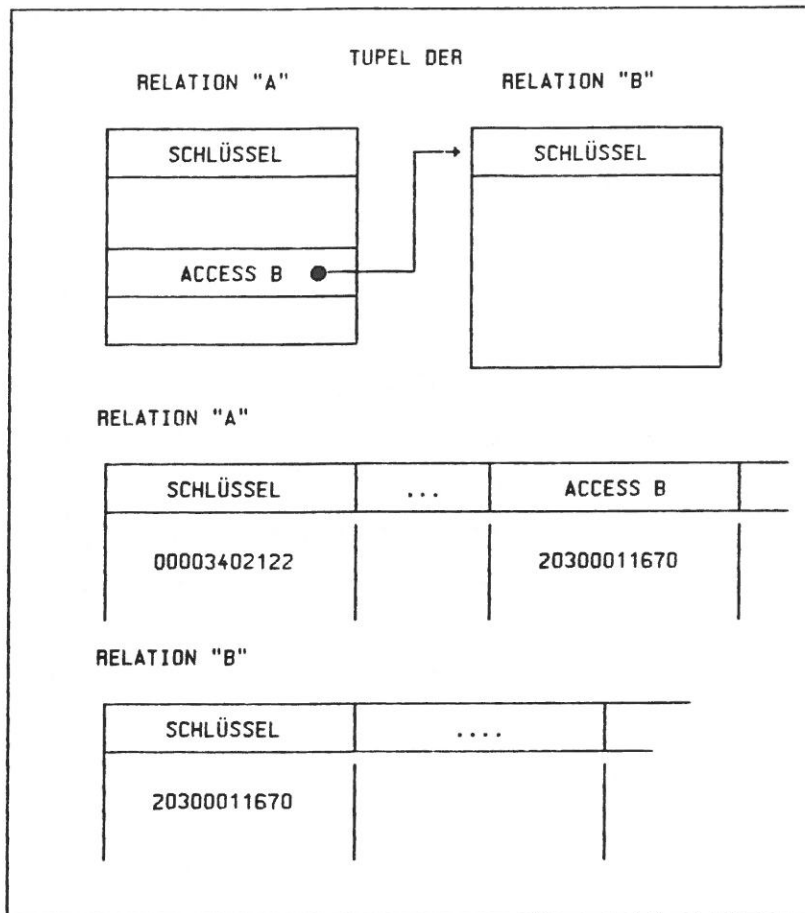 TUPEL DER
RELATION "A" RELATION "B"
SCHLÜSSEL SCHLÜSSEL
ACCESS B
RELATION "A"
SCHLÜSSEL ... ACCESS B
00003402122 20300011670
RELATION "B"
SCHLÜSSEL ....
20300011670